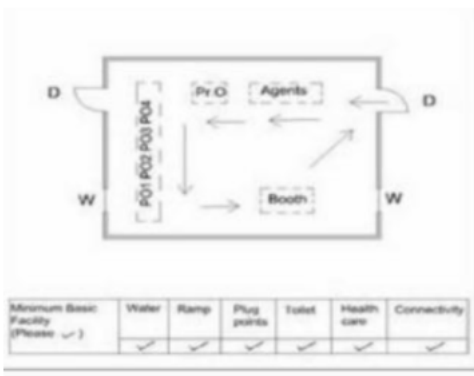 Pr.O Agents
D
D
PO1 PO2 PO3 PO4
W
Booth
W
Minimum Basic Facility (Please ✓)
Water
Ramp
Plug points
Toilet
Health care
Connectivity
✓ ✓ ✓ ✓ ✓ ✓